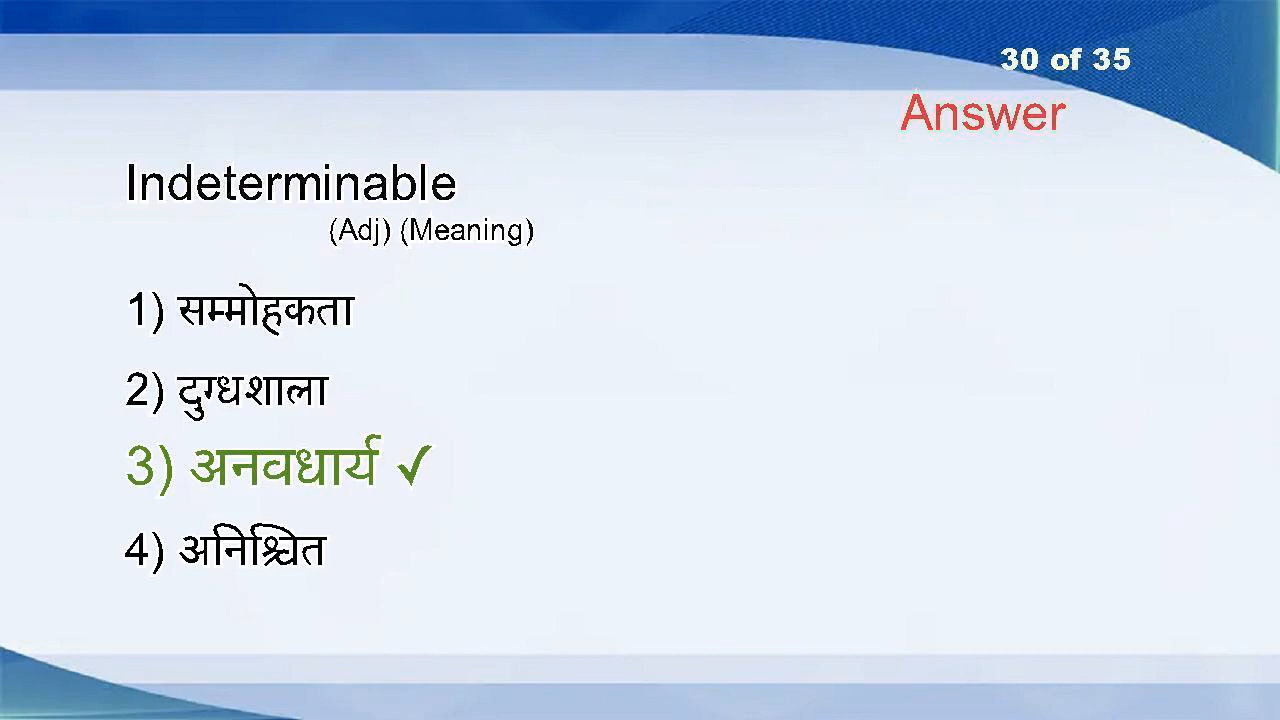 30 of 35
Answer
Indeterminable
(Adj) (Meaning)
1) सम्मोहकता
2) दुग्धशाला
3) अनवधार्य ✓
4) अनिश्चित